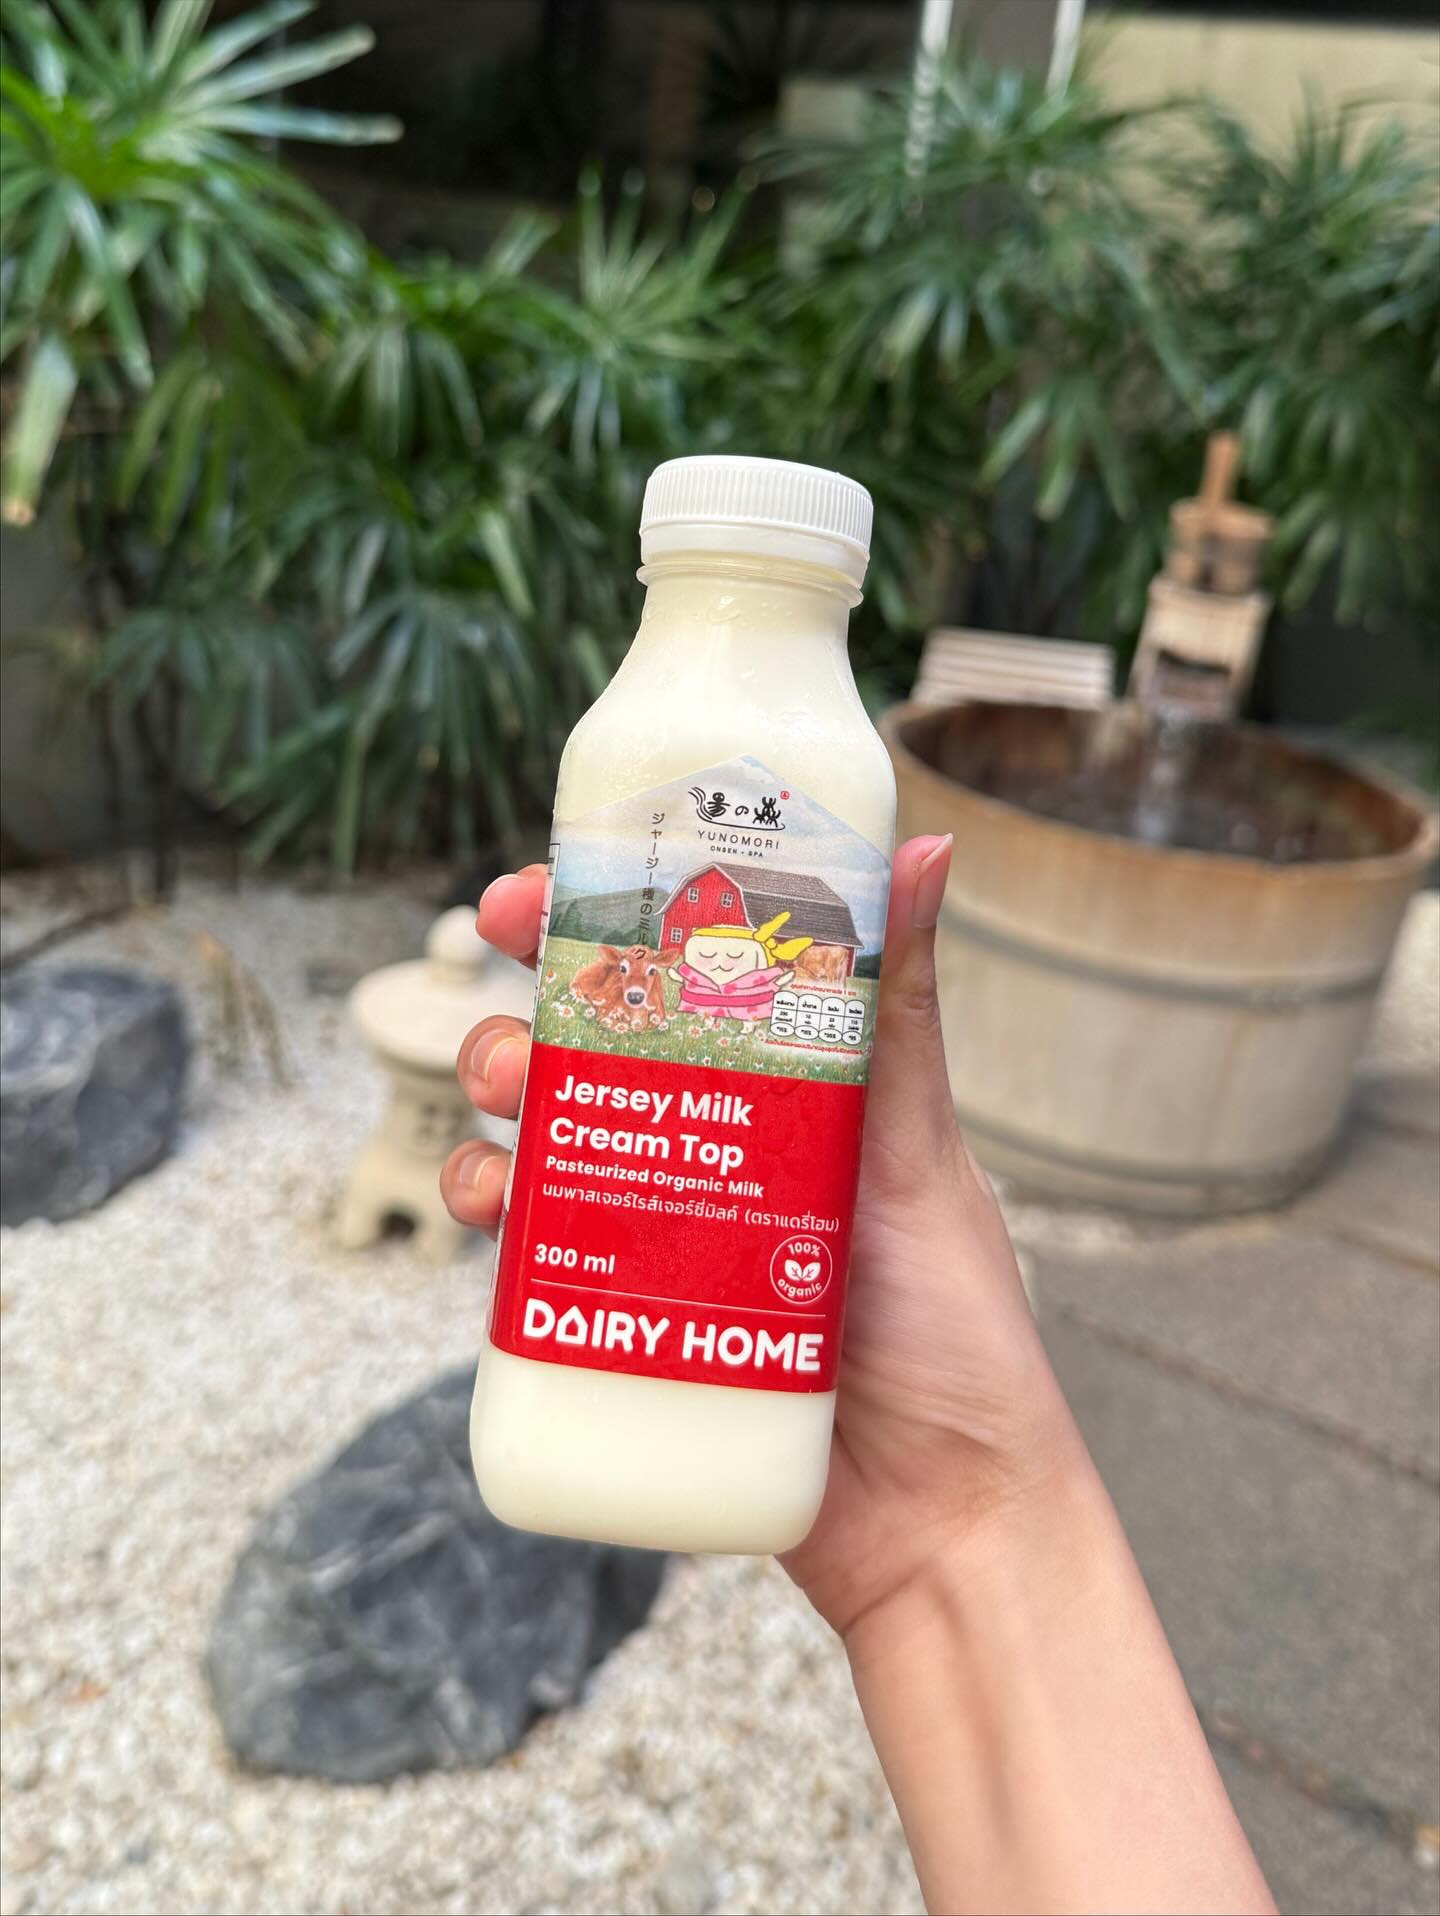 湯の森
YUNOMORI
ONSEN • SPA
ジャージー種のミルク
Jersey Milk
Cream Top
Pasteurized Organic Milk
นมพาสเจอร์ไรส์เจอร์ซี่มิลค์ (ตราแดรี่โฮม)
300 ml
100%
organic
DAIRY HOME